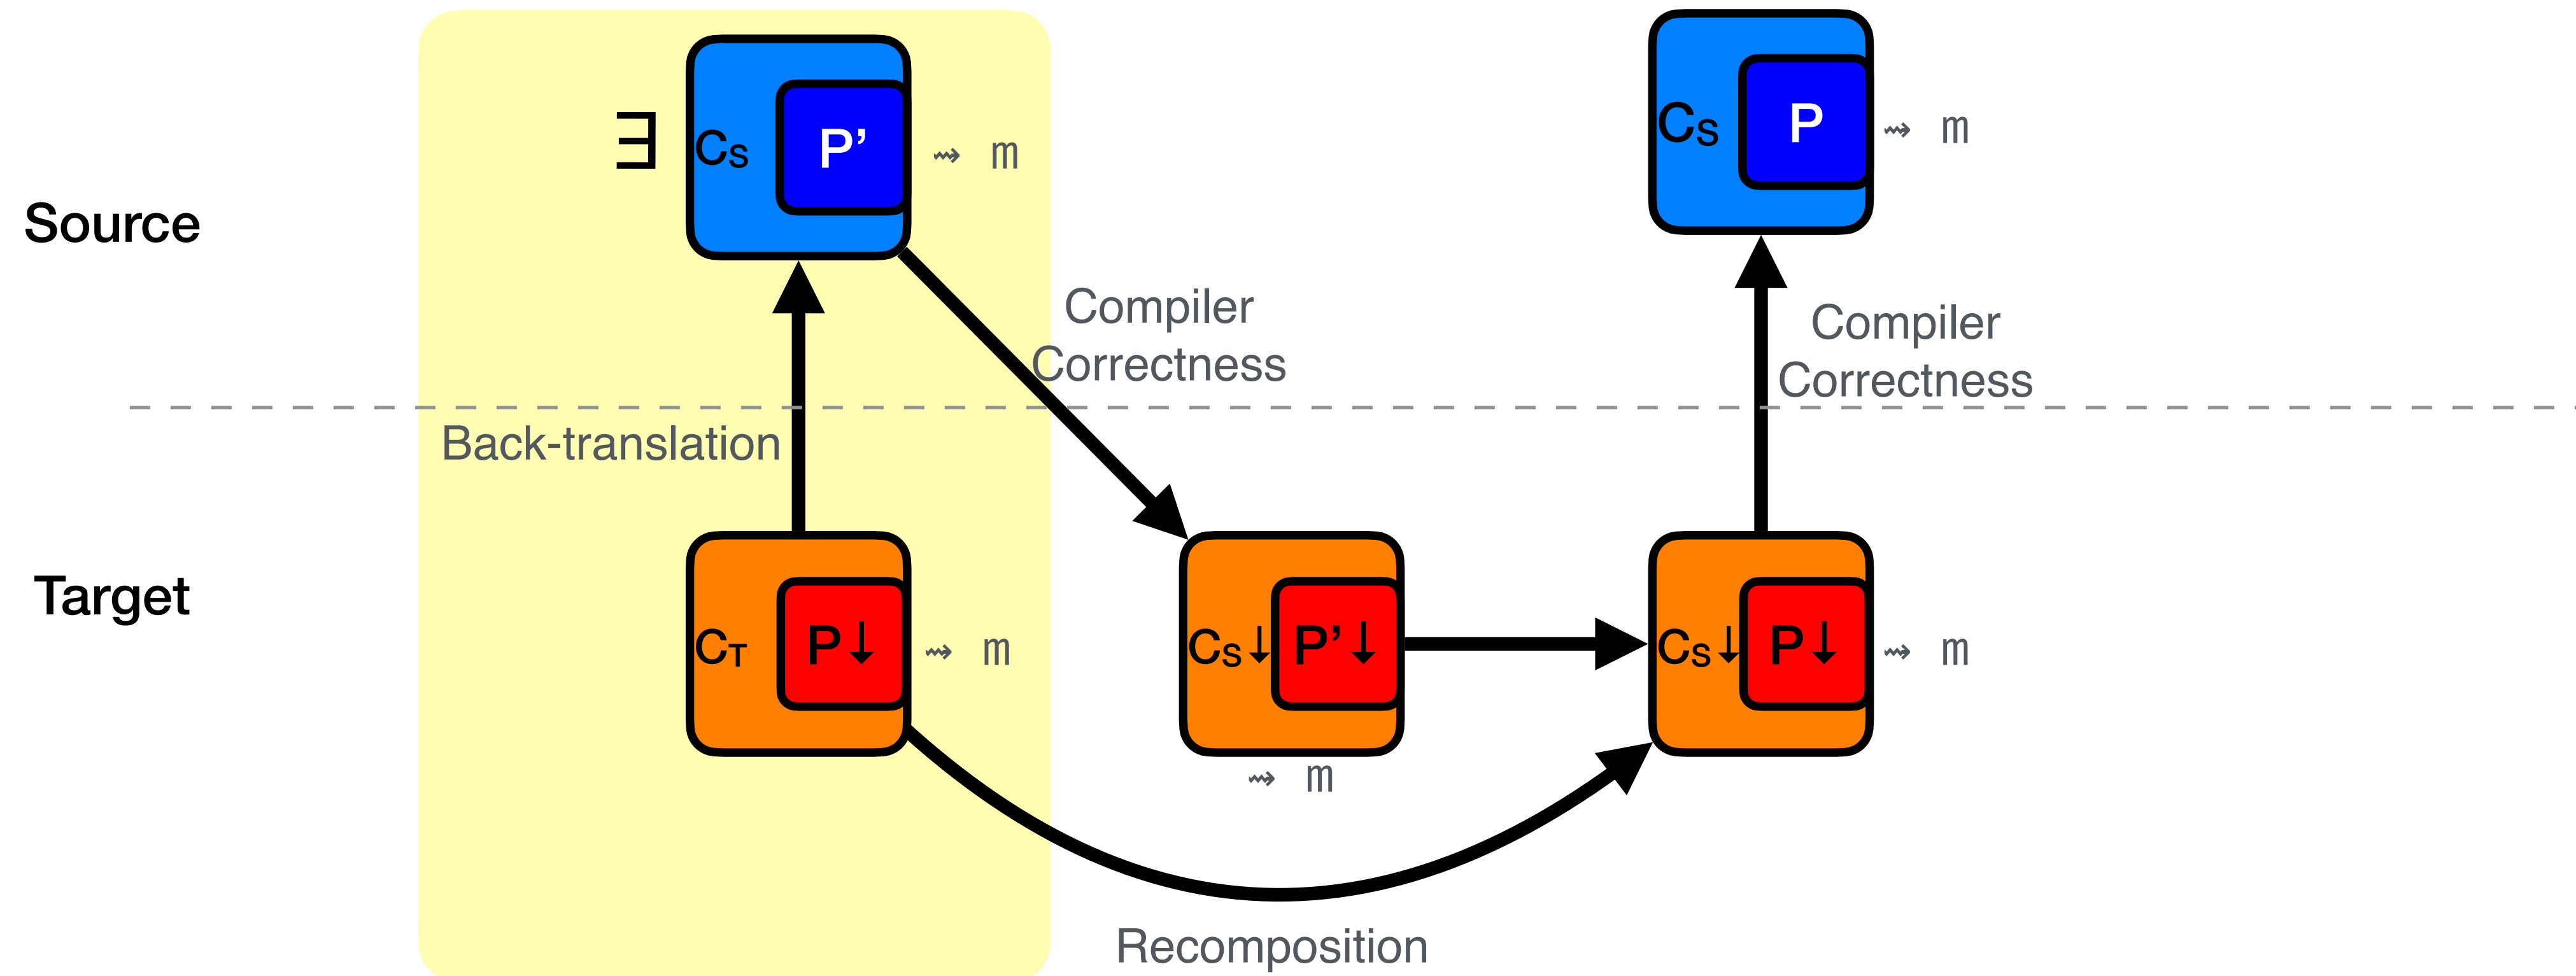 Source
∃
Cs
P’
⇝ m
Cs
P
⇝ m
Compiler
Correctness
Compiler
Correctness
Back-translation
Target
CT
P↓
⇝ m
Cs↓
P’↓
⇝ m
Cs↓
P↓
⇝ m
Recomposition